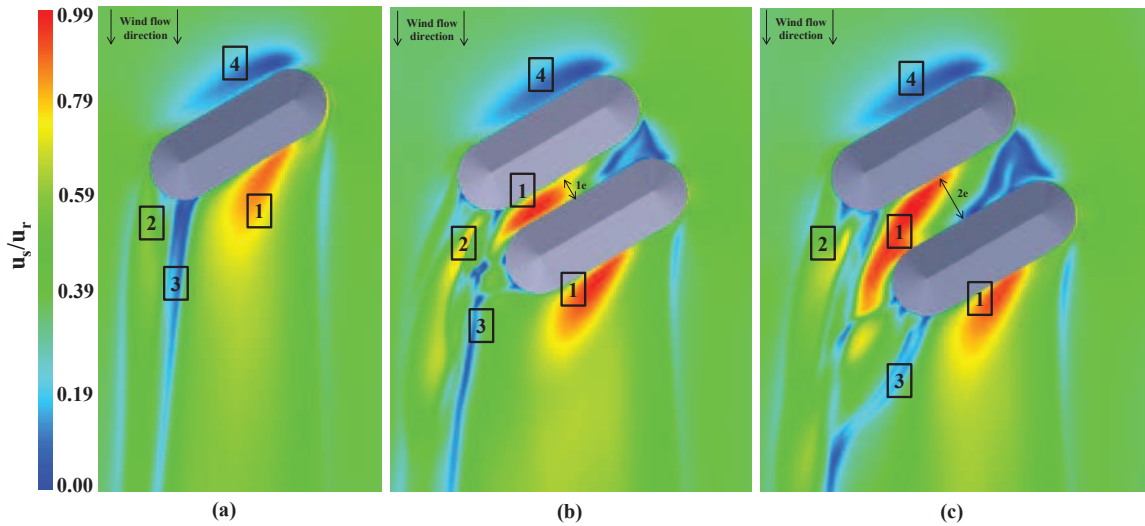 0.99
0.79
0.59
0.39
0.19
0.00
us/ur
Wind flow
direction
4
2
1
3
(a)
Wind flow
direction
4
1
1e
2
1
3
(b)
Wind flow
direction
4
2e
1
2
1
3
(c)